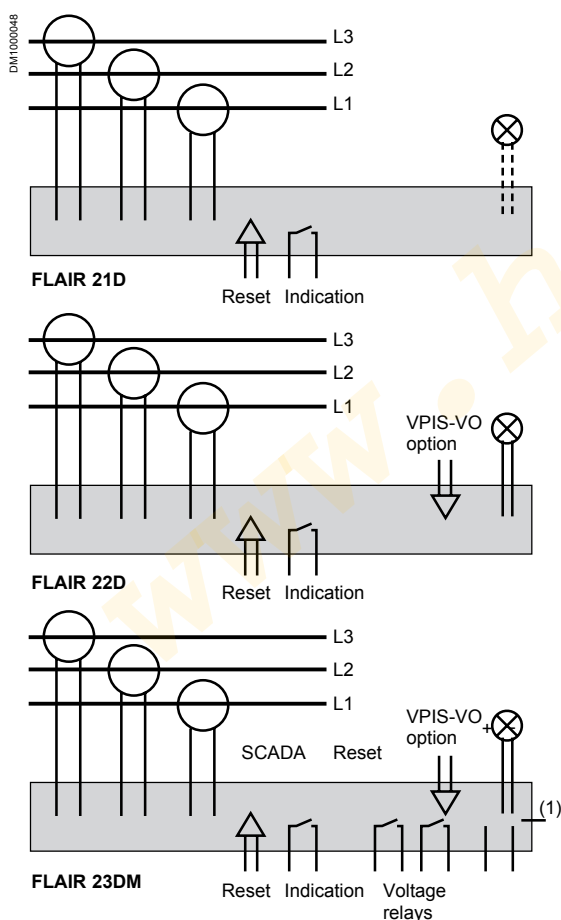 DM1000048
L3
L2
L1
FLAIR 21D
Reset Indication
L3
L2
L1
VPIS-VO
option
FLAIR 22D
Reset Indication
L3
L2
L1
VPIS-VO
option
+ -
SCADA Reset
(1)
FLAIR 23DM
Reset Indication Voltage
relays
www.h